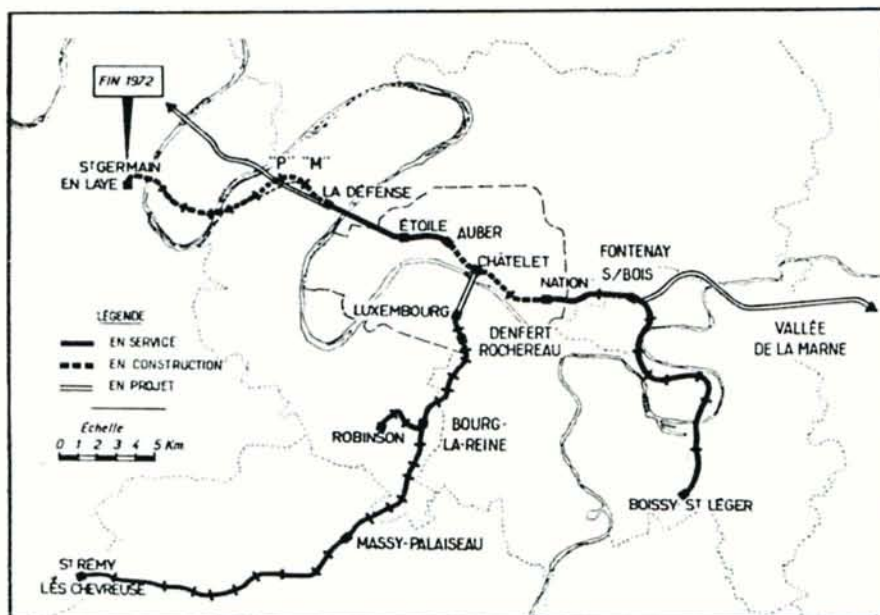 FIN 1972
ST GERMAIN
EN LAYE
"P" "M"
LA DÉFENSE
ÉTOILE
AUBER
CHÂTELET
NATION
FONTENAY
S/BOIS
VALLÉE
DE LA MARNE
LUXEMBOURG
DENFERT
ROCHEREAU
LÉGENDE
EN SERVICE
EN CONSTRUCTION
EN PROJET
Echelle
0 1 2 3 4 5 Km
ROBINSON
BOURG-
LA-REINE
BOISSY ST LÉGER
MASSY-PALAISEAU
ST RÉMY
LÉS CHEVREUSE